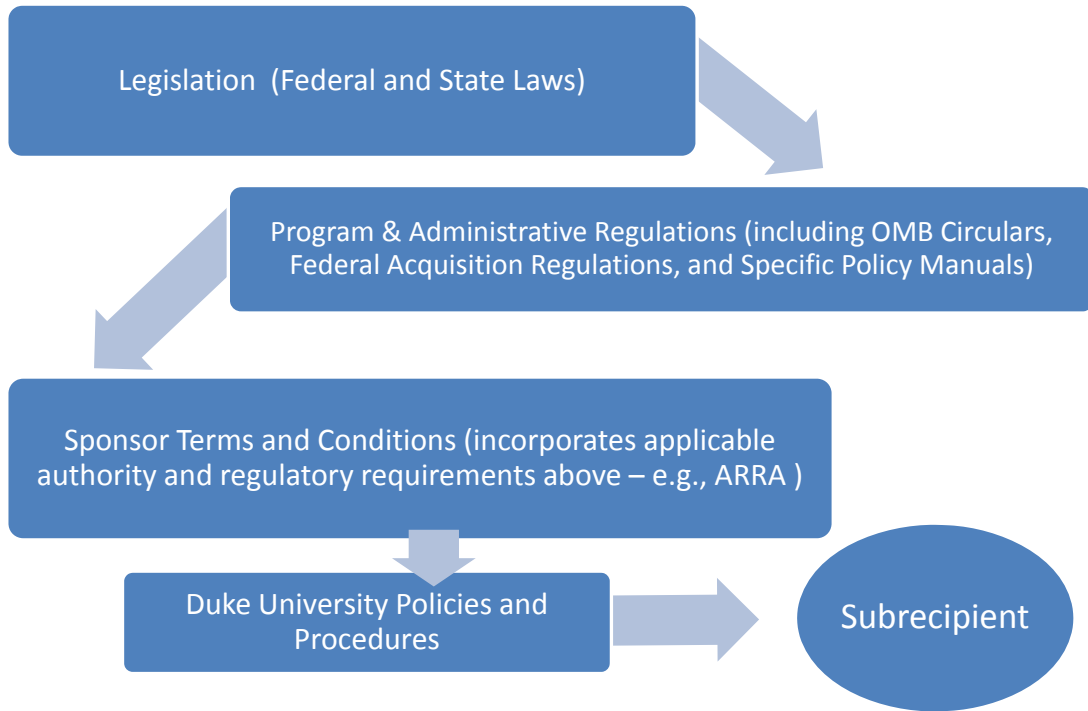 Legislation  (Federal and State Laws)
Program & Administrative Regulations (including OMB Circulars,
Federal Acquisition Regulations, and Specific Policy Manuals)
Sponsor Terms and Conditions (incorporates applicable
authority and regulatory requirements above – e.g., ARRA )
Duke University Policies and
Procedures
Subrecipient